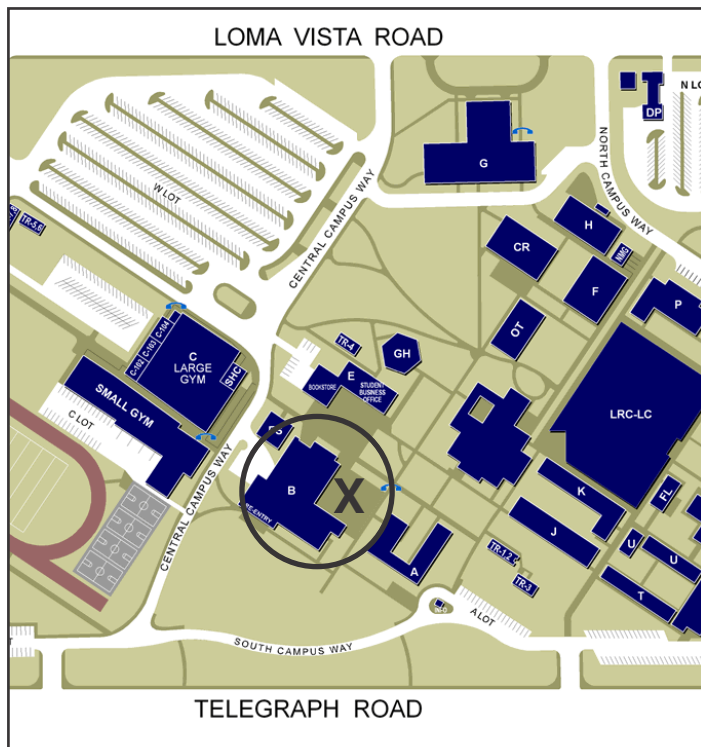 LOMA VISTA ROAD
N LO
DP
G
W LOT
NORTH CAMPUS WAY
CENTRAL CAMPUS WAY
TR-5,6
H
CR
NMG
F
P
OT
C-104
C-103
C-102
C
LARGE
GYM
SHC
TR-4
GH
E
BOOKSTORE
STUDENT
BUSINESS
OFFICE
SMALL GYM
C LOT
LRC-LC
B
X
K
FL
J
U
U
A
TR-1 2
TR-3
T
CENTRAL CAMPUS WAY
A LOT
SOUTH CAMPUS WAY
TELEGRAPH ROAD